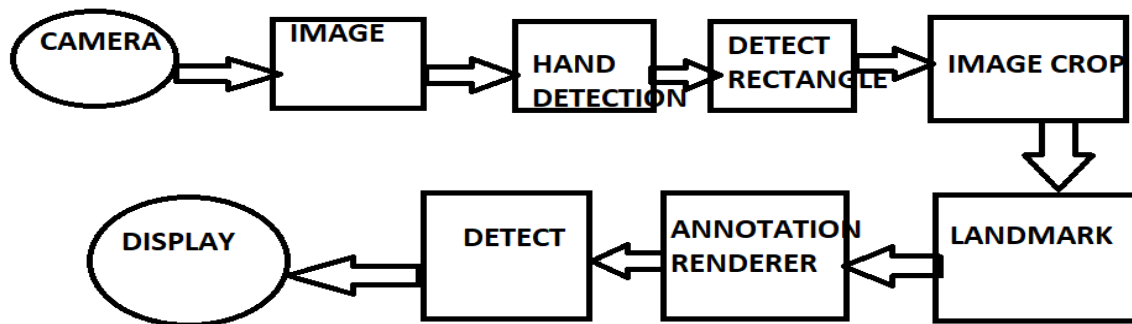 CAMERA
IMAGE
HAND
DETECTION
DETECT
RECTANGLE
IMAGE CROP
LANDMARK
ANNOTATION
RENDERER
DETECT
DISPLAY